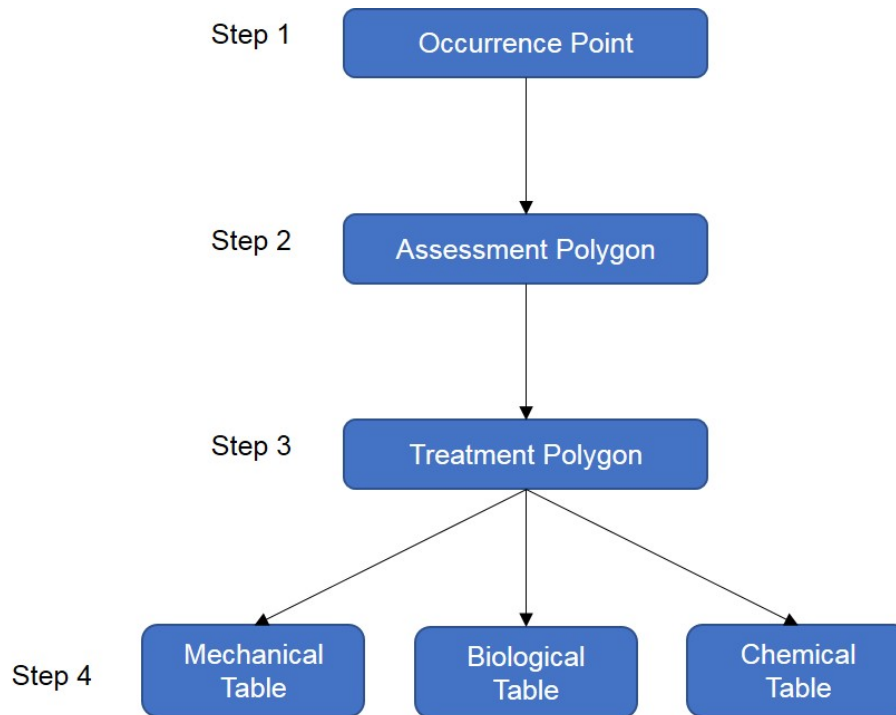 Step 1
Occurrence Point
Step 2
Assessment Polygon
Step 3
Treatment Polygon
Step 4
Mechanical
Table
Biological
Table
Chemical
Table